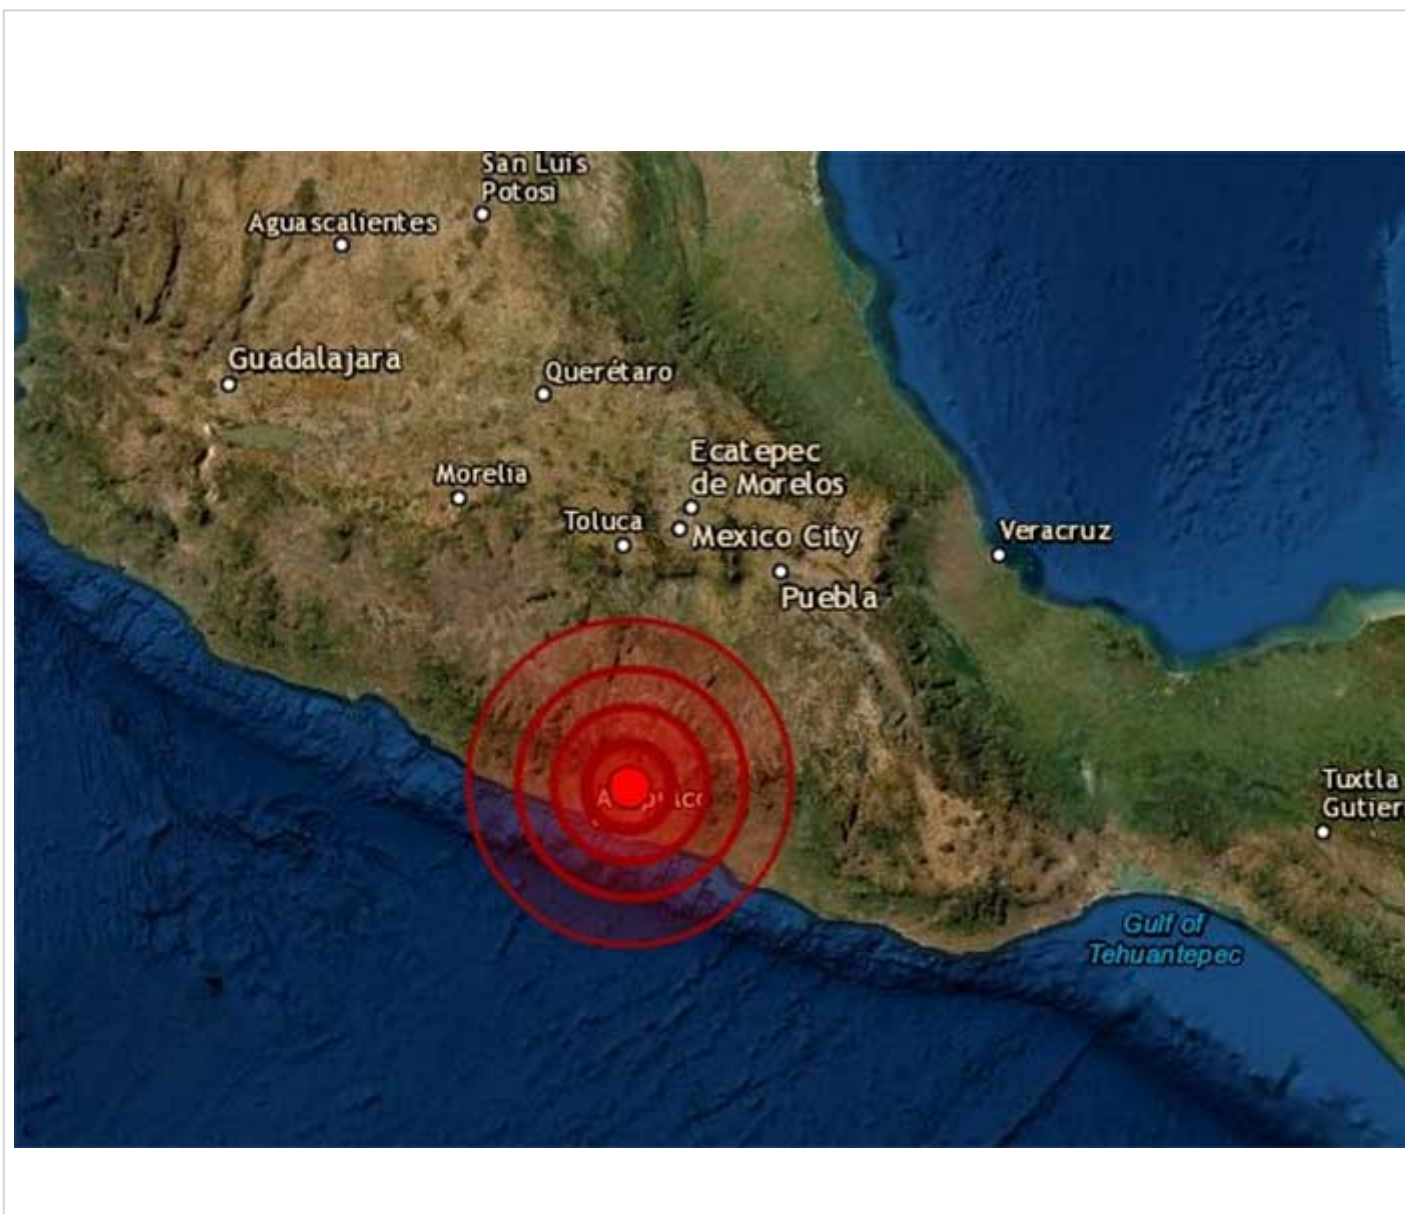 San Luis
Potosi
Aguascalientes
Guadalajara
Querétaro
Ecatepec
de Morelos
Morelia
Toluca
Mexico City
Veracruz
Puebla
Tuxtla
Gutier
Gulf of
Tehuantepec